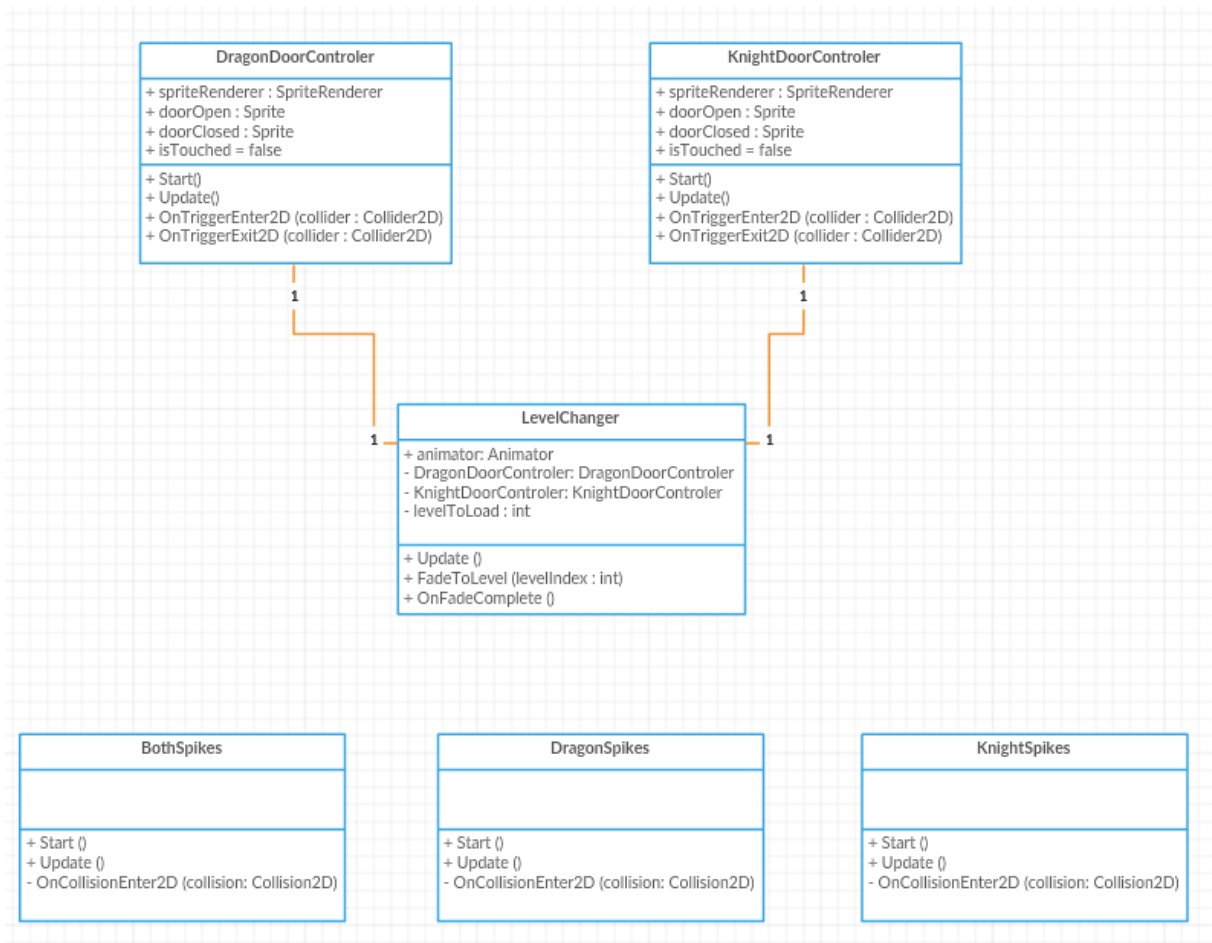 DragonDoorControler
+ spriteRenderer : SpriteRenderer
+ doorOpen : Sprite
+ doorClosed : Sprite
+ isTouched = false
+ Start()
+ Update()
+ OnTriggerEnter2D (collider : Collider2D)
+ OnTriggerExit2D (collider : Collider2D)
KnightDoorControler
+ spriteRenderer : SpriteRenderer
+ doorOpen : Sprite
+ doorClosed : Sprite
+ isTouched = false
+ Start()
+ Update()
+ OnTriggerEnter2D (collider : Collider2D)
+ OnTriggerExit2D (collider : Collider2D)
1
1
1
1
LevelChanger
+ animator: Animator
- DragonDoorControler: DragonDoorControler
- KnightDoorControler: KnightDoorControler
- levelToLoad : int
+ Update ()
+ FadeToLevel (levelIndex : int)
+ OnFadeComplete ()
BothSpikes
+ Start ()
+ Update ()
- OnCollisionEnter2D (collision: Collision2D)
DragonSpikes
+ Start ()
+ Update ()
- OnCollisionEnter2D (collision: Collision2D)
KnightSpikes
+ Start ()
+ Update ()
- OnCollisionEnter2D (collision: Collision2D)